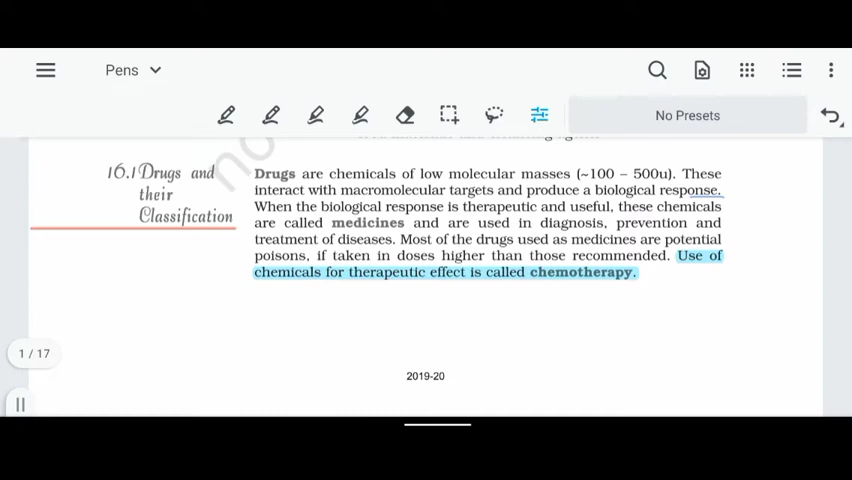 Pens
No Presets
16.1 Drugs and
their
Classification
Drugs are chemicals of low molecular masses (~100 – 500u). These
interact with macromolecular targets and produce a biological response.
When the biological response is therapeutic and useful, these chemicals
are called medicines and are used in diagnosis, prevention and
treatment of diseases. Most of the drugs used as medicines are potential
poisons, if taken in doses higher than those recommended. Use of
chemicals for therapeutic effect is called chemotherapy.
1 / 17
2019-20
no